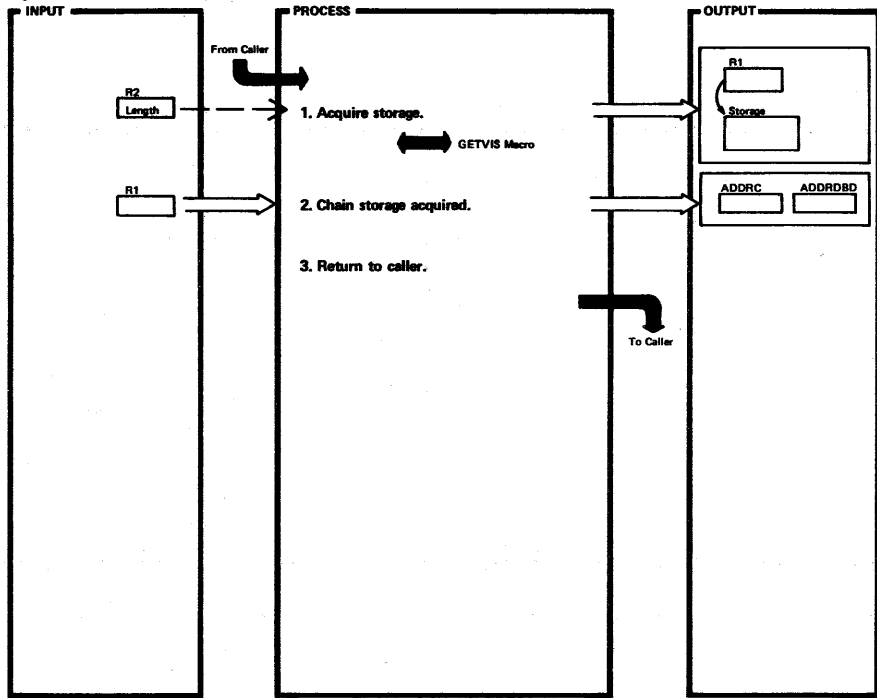 INPUT
PROCESS
OUTPUT
From Caller
R2
Length
1. Acquire storage.
R1
Storage
GETVIS Macro
R1
2. Chain storage acquired.
ADDRC
ADDRDBD
3. Return to caller.
To Caller